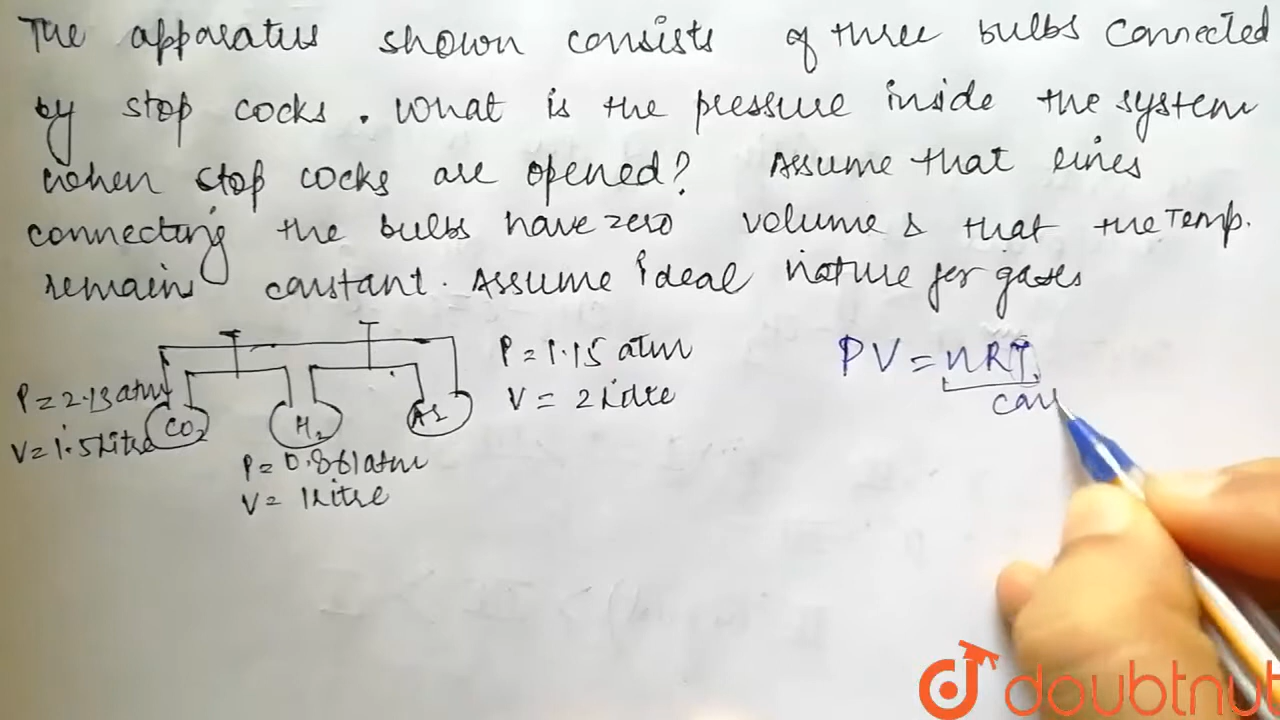 The apparatus shown consists of three bulbs connected
by stop cocks. What is the pressure inside the system
when stop cocks are opened? Assume that lines
connecting the bulbs have zero volume & that the Temp.
remain constant. Assume ideal nature for gases
P = 2.13 atm
V = 1.5 Litre
CO2
H2
P = 0.861 atm
V = 1 Litre
Ar
P = 1.15 atm
V = 2 Litre
PV = nRT
con
doubtnut